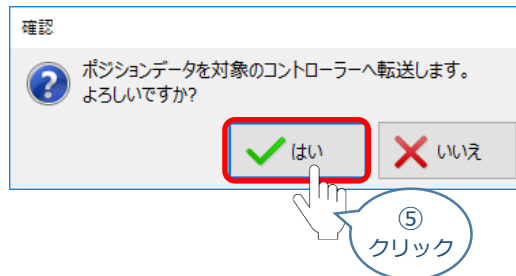 確認
ポジションデータを対象のコントローラーへ転送します。
よろしいですか?
はい
いいえ
⑤
クリック